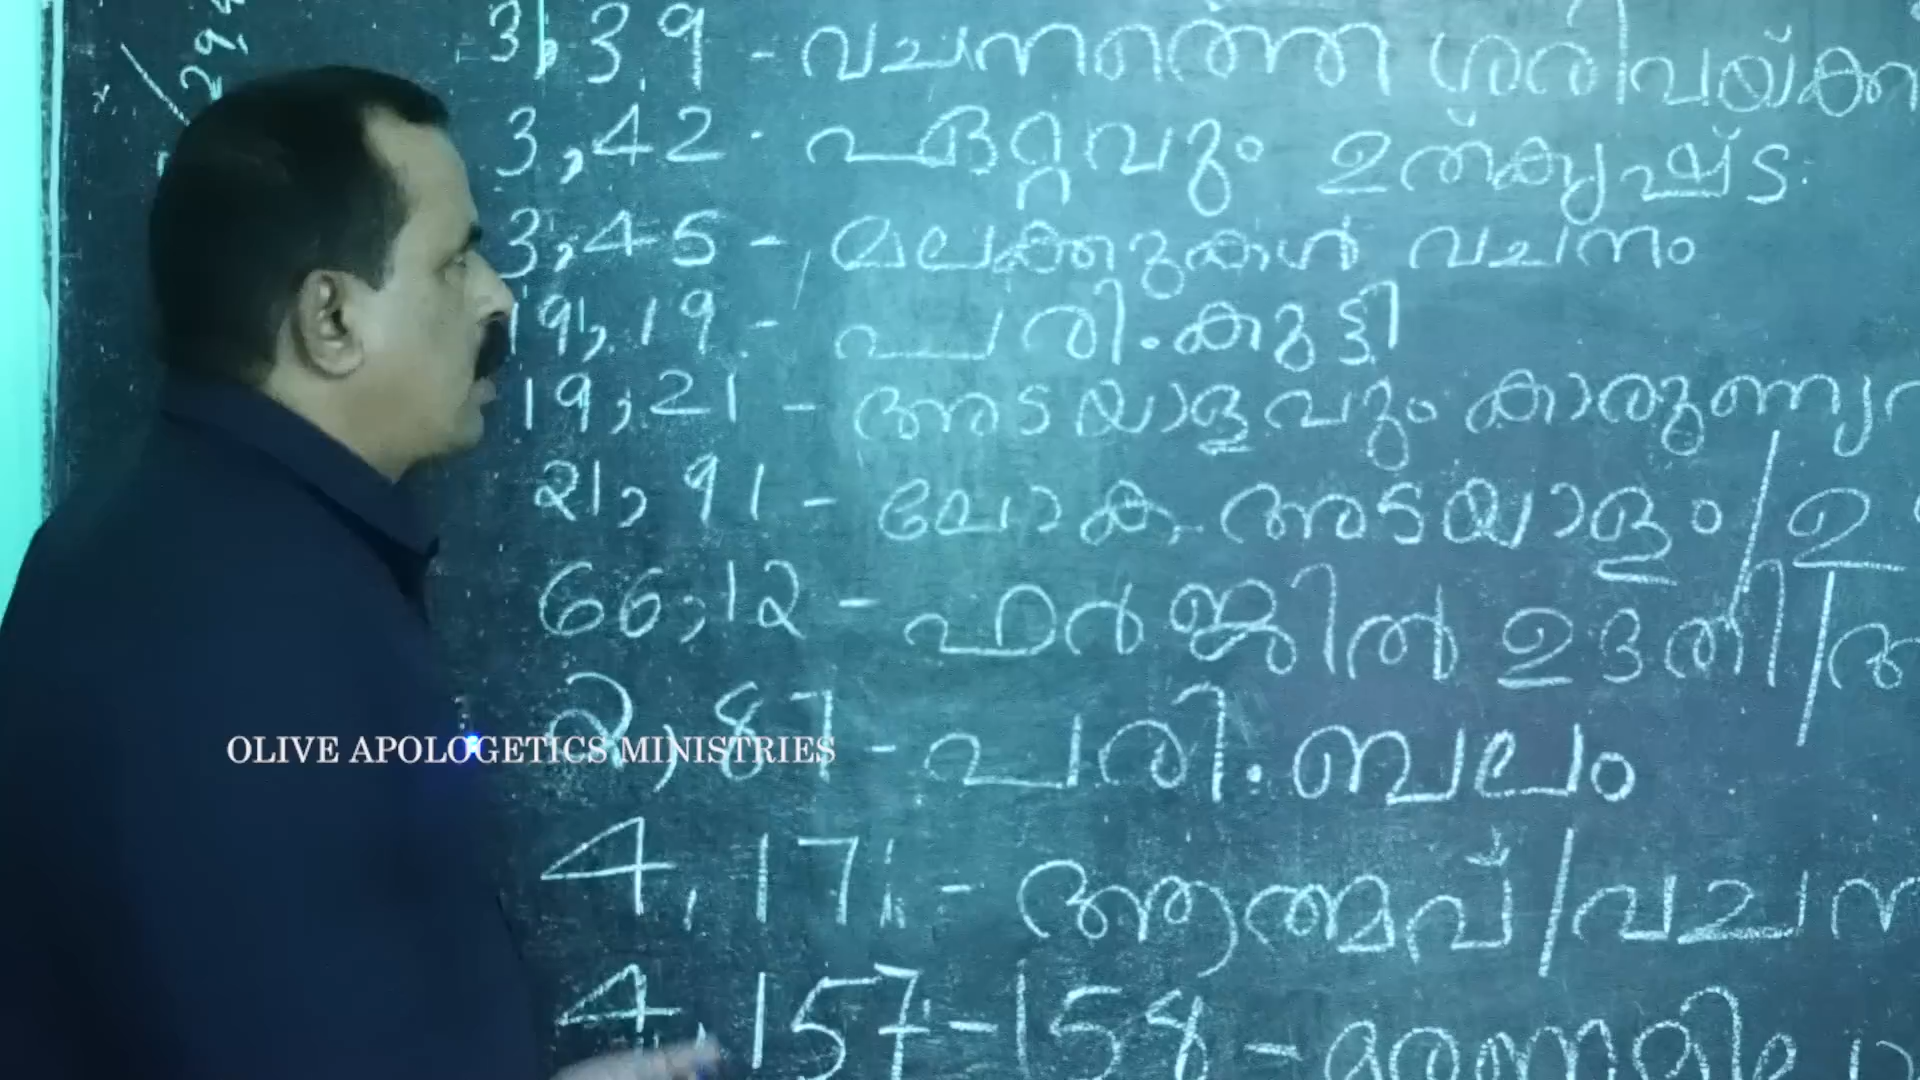 3,39 - വചനത്തെ ശരിവയ്ക്ക
3,42 - ഏറ്റവും ഉത്കൃഷ്ട
3,45 - മലക്കുകൾ വചനം
19,19 - പരി.കുട്ടി
19,21 - അടയാളവും കാരുണ്യവ
21,91 - ലോക അടയാളം/ഉ
66,12 - ഫർജിൽ ഊതി/അ
2,87 - പരി.ബലം
OLIVE APOLOGETICS MINISTRIES
4,171 - ആത്മവ്/വചന
4,157-158 -